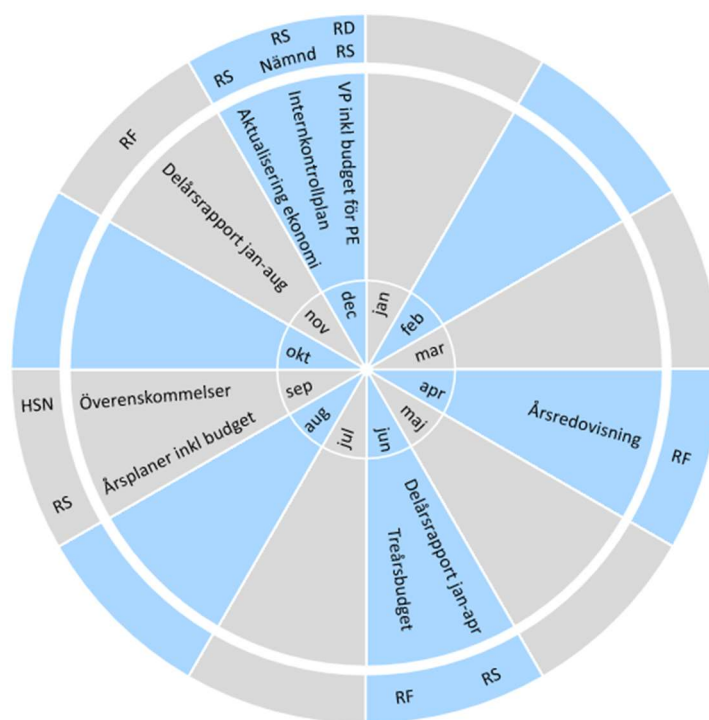 jan
feb
mar
apr
Årsredovisning
RF
maj
jun
Delårsrapport jan-apr
RS
Treårsbudget
RF
jul
aug
sep
Årsplaner inkl budget
RS
Överenskommelser
HSN
okt
nov
Delårsrapport jan-aug
RF
dec
Aktualisering ekonomi
RS
Internkontrollplan
Nämnd
RS
VP inkl budget för PE
RS
RD